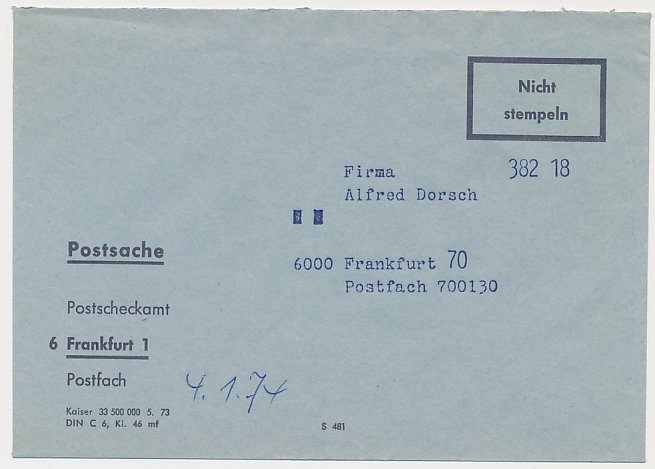 Nicht
stempeln
Firma 382 18
Alfred Dorsch
Postsache
6000 Frankfurt 70
Postfach 700130
Postscheckamt
6 Frankfurt 1
Postfach
4.1.74
Kaiser 33 500 000 5. 73
DIN C 6, Kl. 46 mf
S 481